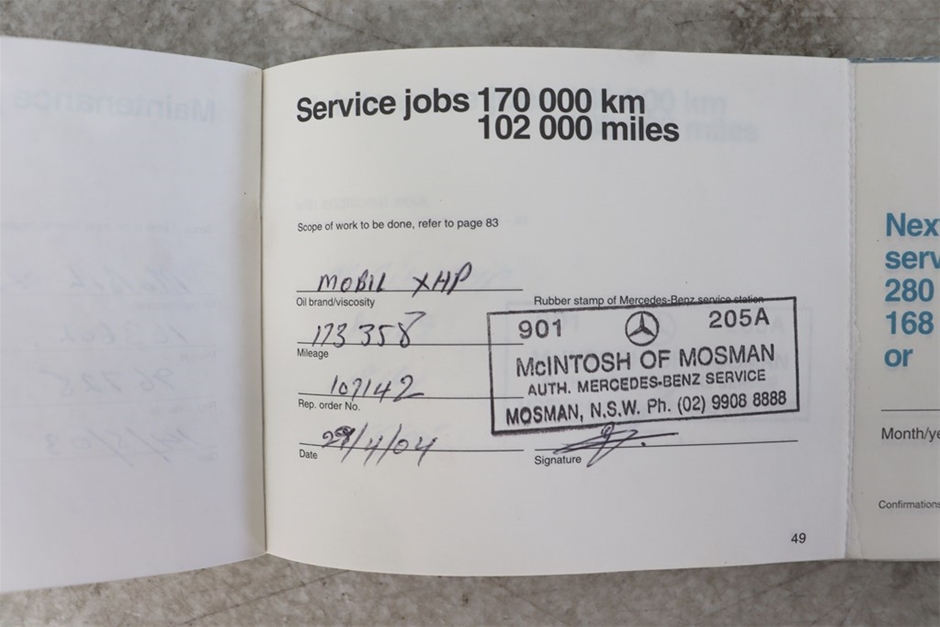 Service jobs 170 000 km
102 000 miles
Scope of work to be done, refer to page 83
MOBIL XHP
Oil brand/viscosity
173 358
Mileage
107142
Rep. order No.
29/4/04
Date
Rubber stamp of Mercedes-Benz service station
901 205A
McINTOSH OF MOSMAN
AUTH. MERCEDES-BENZ SERVICE
MOSMAN, N.S.W. Ph. (02) 9908 8888
Signature
49
Nex
serv
280
168
or
Month/ye
Confirmations